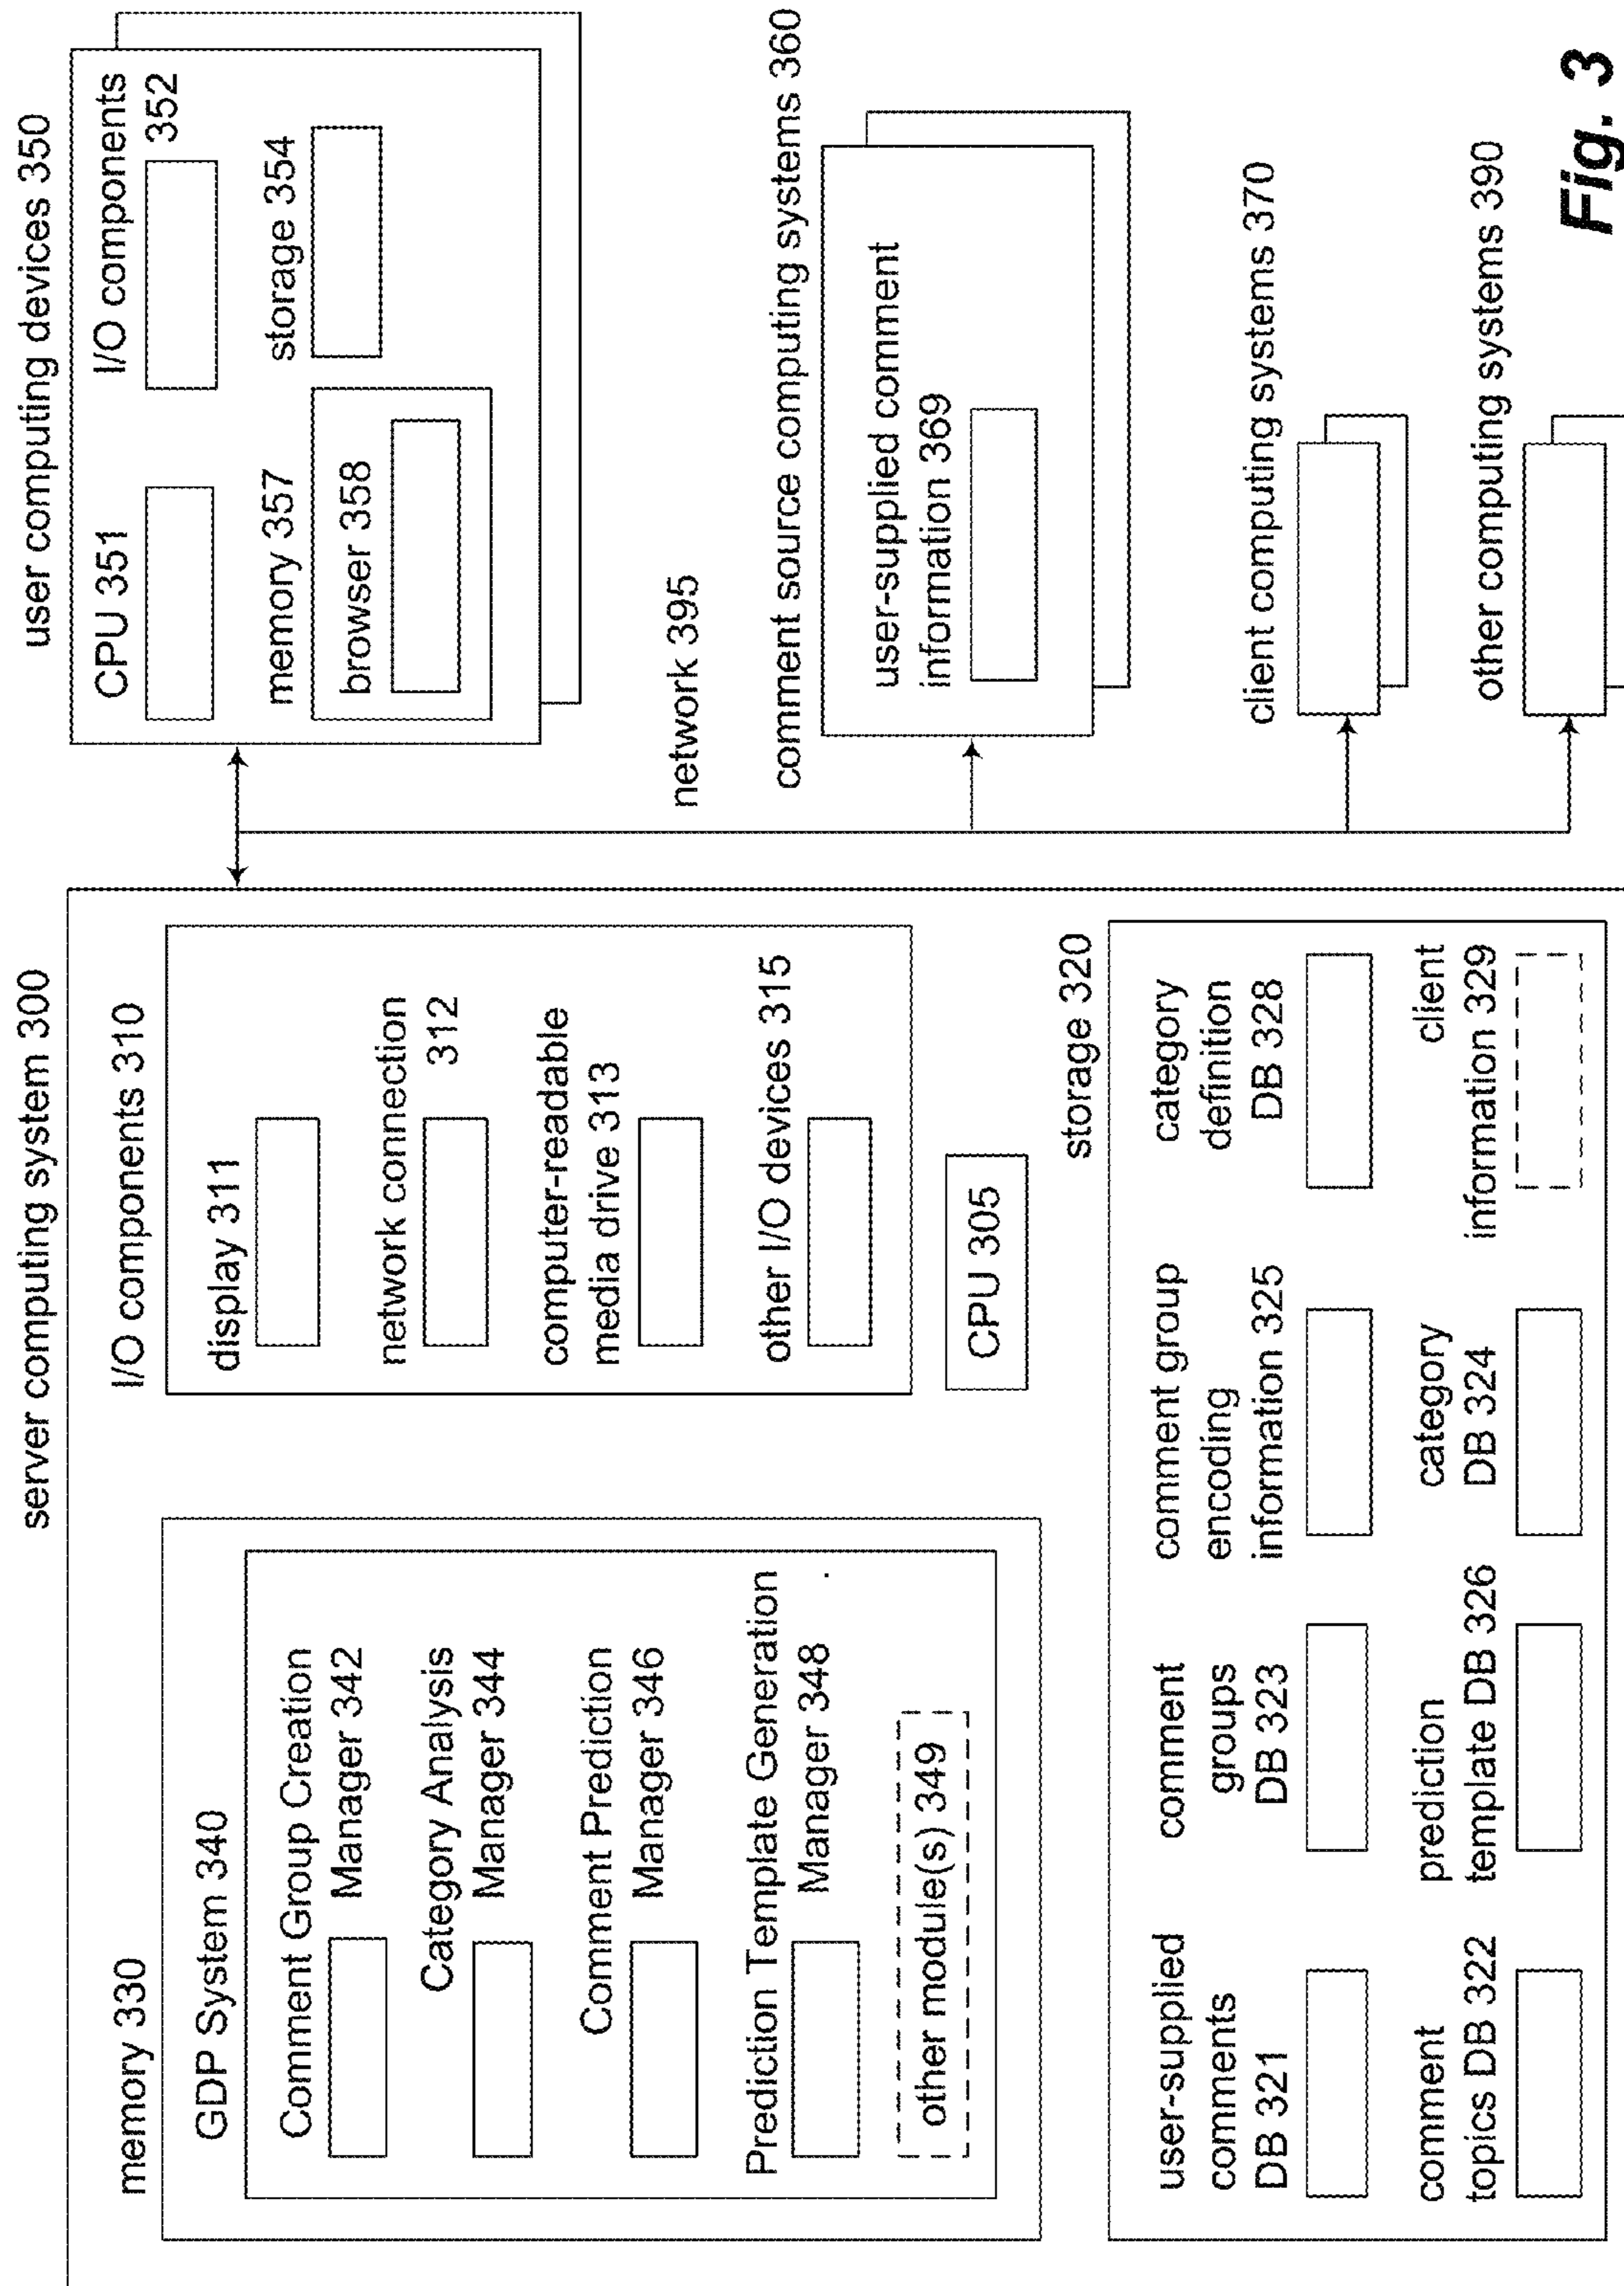 server computing system 300
memory 330
GDP System 340
Comment Group Creation
Manager 342
Category Analysis
Manager 344
Comment Prediction
Manager 346
Prediction Template Generation
Manager 348
other module(s) 349
I/O components 310
display 311
network connection
312
computer-readable
media drive 313
other I/O devices 315
CPU 305
storage 320
user-supplied
comments
DB 321
comment
groups
DB 323
comment group
encoding
information 325
category
definition
DB 328
comment
topics DB 322
prediction
template DB 326
category
DB 324
client
information 329
user computing devices 350
CPU 351
I/O components
352
memory 357
browser 358
storage 354
network 395
comment source computing systems 360
user-supplied comment
information 369
client computing systems 370
other computing systems 390
Fig. 3